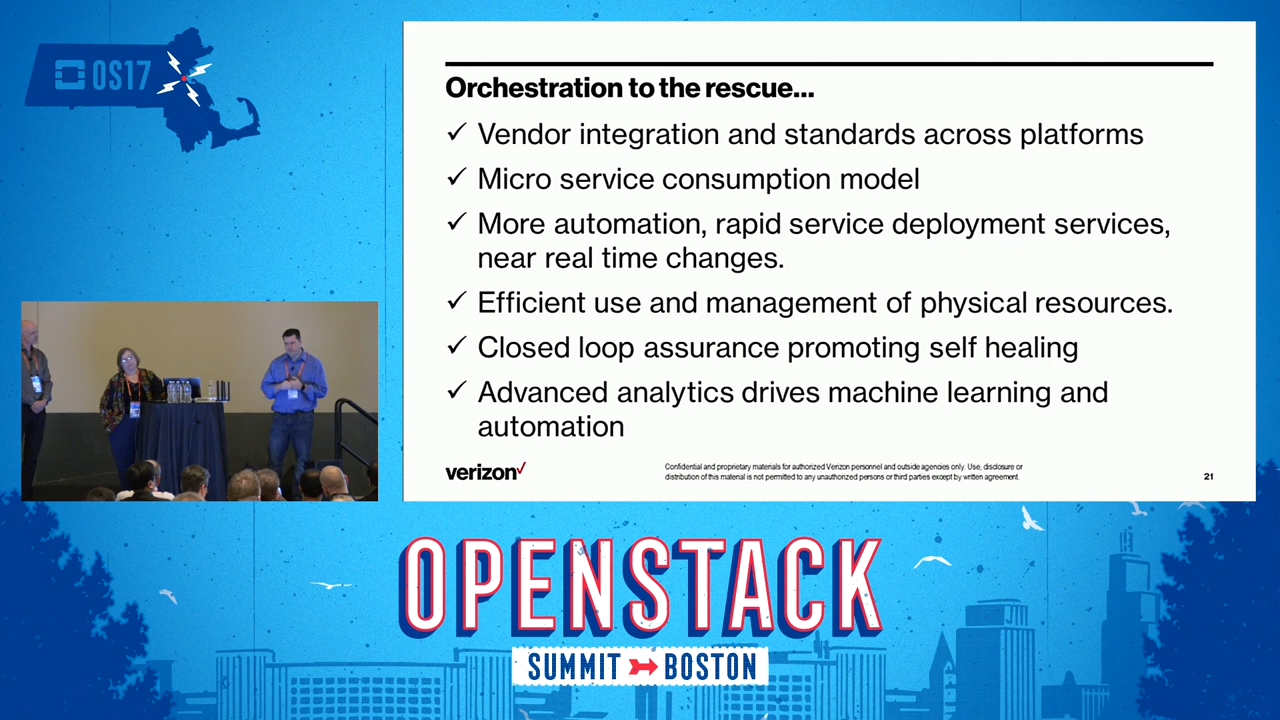 OS17
Orchestration to the rescue...
✓ Vendor integration and standards across platforms
✓ Micro service consumption model
✓ More automation, rapid service deployment services,
near real time changes.
✓ Efficient use and management of physical resources.
✓ Closed loop assurance promoting self healing
✓ Advanced analytics drives machine learning and
automation
verizon✓
Confidential and proprietary materials for authorized Verizon personnel and outside agencies only. Use, disclosure or
distribution of this material is not permitted to any unauthorized persons or third parties except by written agreement.
21
OPENSTACK
SUMMIT BOSTON